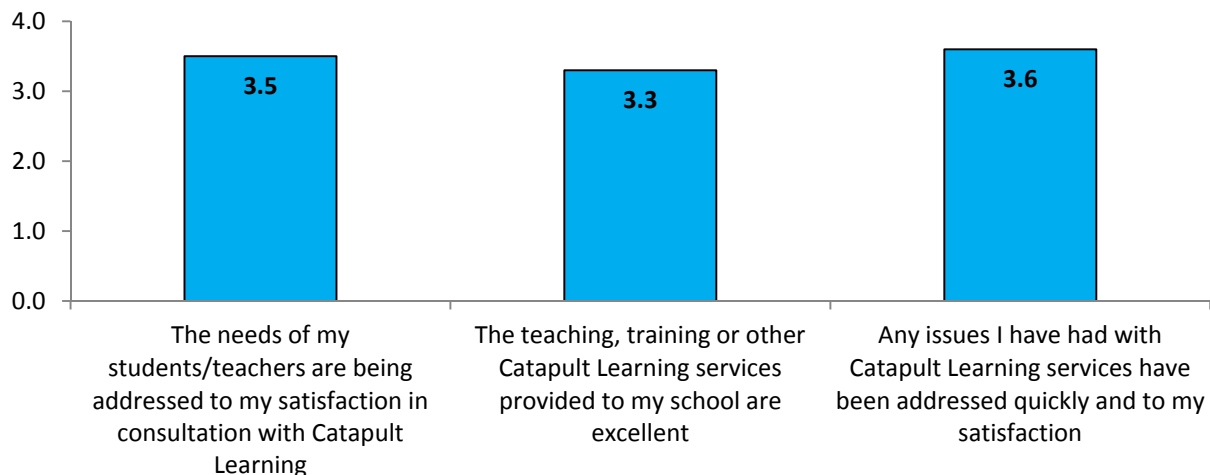 4.0
3.0
2.0
1.0
0.0
3.5
3.3
3.6
The needs of my
students/teachers are being
addressed to my satisfaction in
consultation with Catapult
Learning
The teaching, training or other
Catapult Learning services
provided to my school are
excellent
Any issues I have had with
Catapult Learning services have
been addressed quickly and to my
satisfaction